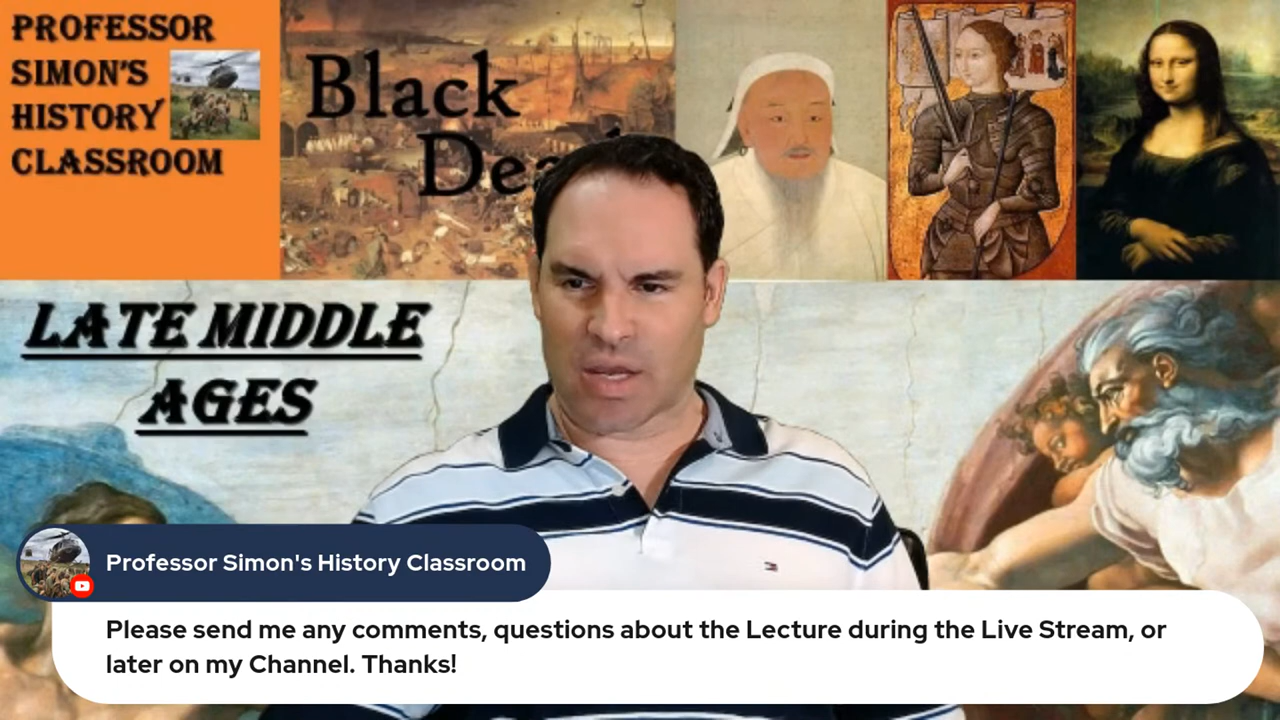 PROFESSOR
SIMON'S
HISTORY
CLASSROOM
Black
LATE MIDDLE
AGES
Professor Simon's History Classroom
Please send me any comments, questions about the Lecture during the Live Stream, or
later on my Channel. Thanks!